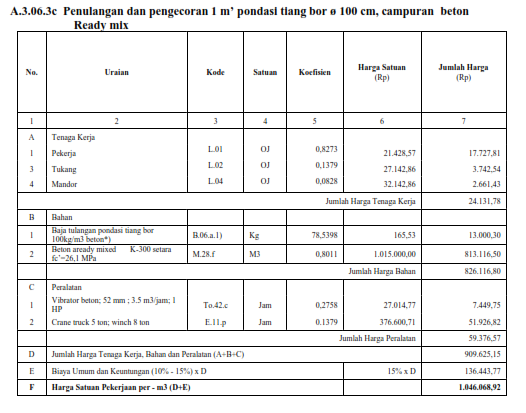 A.3.06.3c Penulangan dan pengecoran 1 m' pondasi tiang bor ø 100 cm, campuran beton
Ready mix
No. Uraian Kode Satuan Koefisien Harga Satuan (Rp) Jumlah Harga (Rp)
1 2 3 4 5 6 7
A Tenaga Kerja
1 Pekerja L.01 OJ 0,8273 21.428,57 17.727,81
3 Tukang L.02 OJ 0,1379 27.142,86 3.742,54
4 Mandor L.04 OJ 0,0828 32.142,86 2.661,43
Jumlah Harga Tenaga Kerja 24.131,78
B Bahan
1 Baja tulangan pondasi tiang bor 100kg/m3 beton*) B.06.a.1) Kg 78,5398 165,53 13.000,30
2 Beton aready mixed K-300 setara fc'=26,1 MPa M.28.f M3 0,8011 1.015.000,00 813.116,50
Jumlah Harga Bahan 826.116,80
C Peralatan
1 Vibrator beton; 52 mm ; 3.5 m3/jam; 1 HP To.42.c Jam 0,2758 27.014,77 7.449,75
2 Crane truck 5 ton; winch 8 ton E.11.p Jam 0.1379 376.600,71 51.926,82
Jumlah Harga Peralatan 59.376,57
D Jumlah Harga Tenaga Kerja, Bahan dan Peralatan (A+B+C) 909.625,15
E Biaya Umum dan Keuntungan (10% - 15%) x D 15% x D 136.443,77
F Harga Satuan Pekerjaan per - m3 (D+E) 1.046.068,92